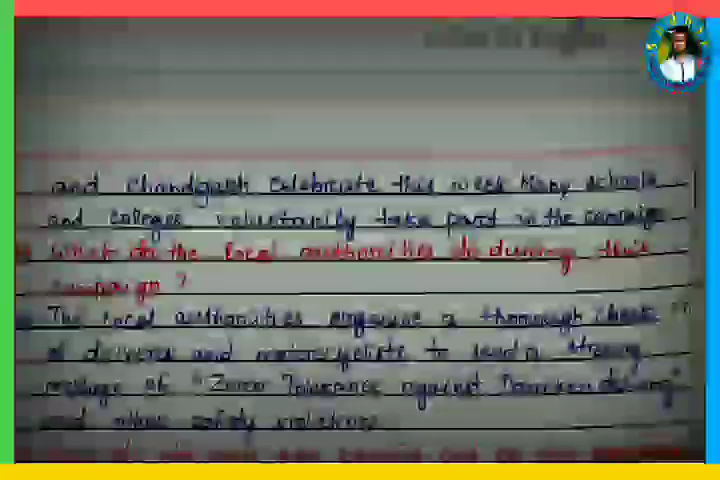 and Chandigarh celebrate this week Many schools
and colleges voluntarily take part in the campaign
What do the local authorities do during this
campaign ?
The local authorities organise a thorough check
of drivers and motorcyclists to send a strong
message of "Zero Tolerance against Drunken driving"
and other safety violations